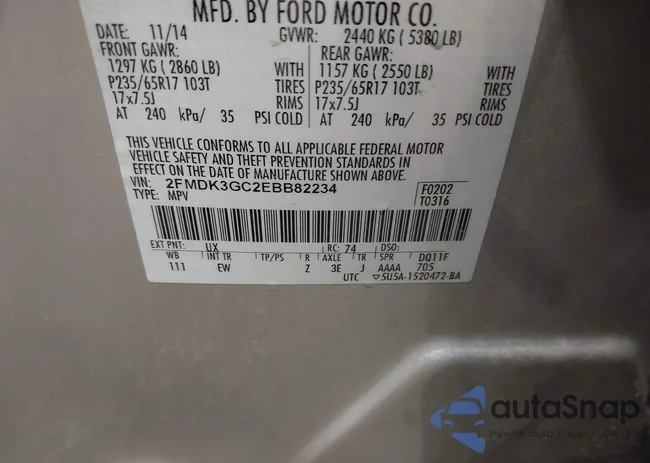 MFD. BY FORD MOTOR CO.
DATE: 11/14 GVWR: 2440 KG ( 5380 LB)
FRONT GAWR: REAR GAWR:
1297 KG ( 2860 LB) WITH 1157 KG ( 2550 LB) WITH
P235/65R17 103T TIRES P235/65R17 103T TIRES
17x7.5J RIMS 17x7.5J RIMS
AT 240 kPa/ 35 PSI COLD AT 240 kPa/ 35 PSI COLD
THIS VEHICLE CONFORMS TO ALL APPLICABLE FEDERAL MOTOR
VEHICLE SAFETY AND THEFT PREVENTION STANDARDS IN
EFFECT ON THE DATE OF MANUFACTURE SHOWN ABOVE.
VIN: 2FMDK3GC2EBB82234 F0202
TYPE: MPV T0316
EXT PNT: UX RC: 74 DSO:
WB INT TR TP/PS R AXLE TR SPR DQ11F
111 EW Z 3E J AAAA 705
UTC ▽5U5A-1520472-BA
autoSnap